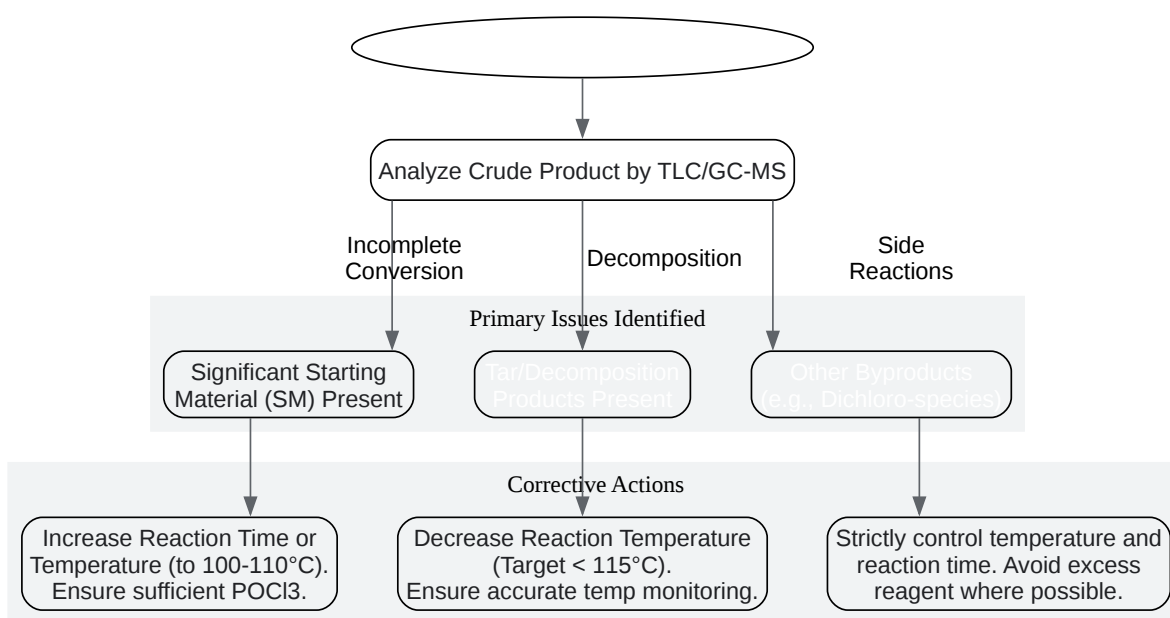 Analyze Crude Product by TLC/GC-MS
Incomplete
Conversion
Decomposition
Side
Reactions
Primary Issues Identified
Significant Starting
Material (SM) Present
Tar/Decomposition
Products Present
Other Byproducts
(e.g., Dichloro-species)
Corrective Actions
Increase Reaction Time or
Temperature (to 100-110°C).
Ensure sufficient POCl3.
Decrease Reaction Temperature
(Target < 115°C).
Ensure accurate temp monitoring.
Strictly control temperature and
reaction time. Avoid excess
reagent where possible.